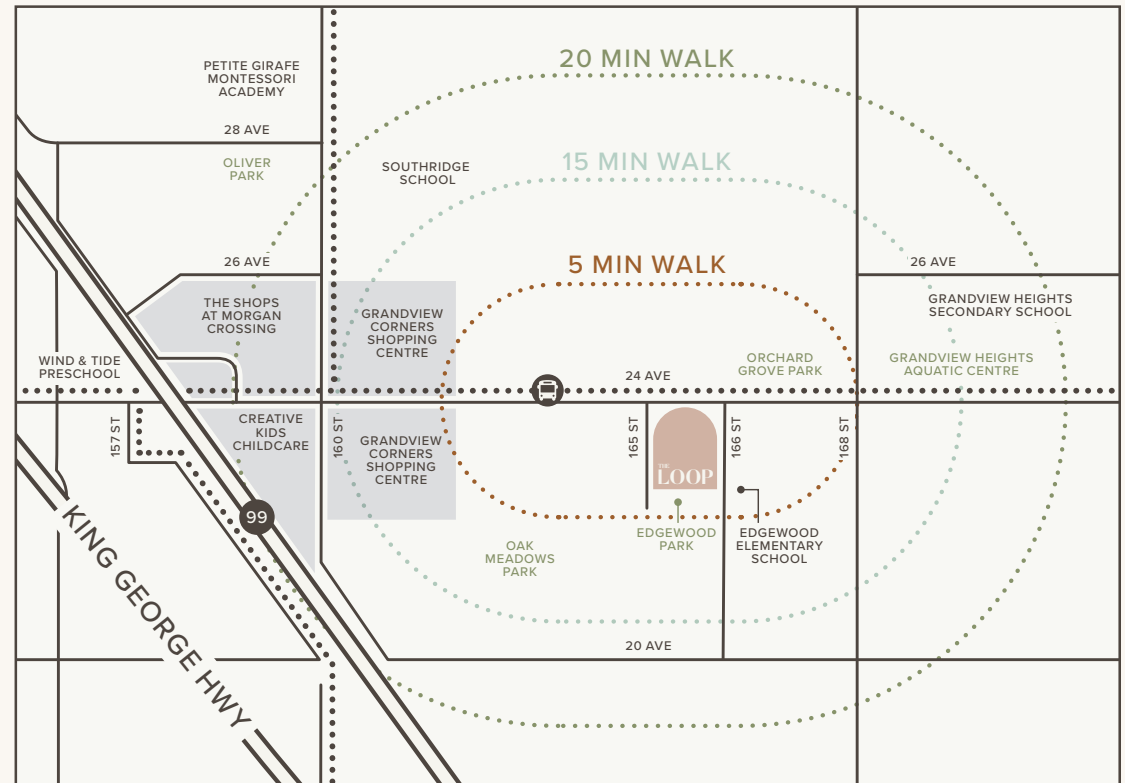 20 MIN WALK
PETITE GIRAFE
MONTESSORI
ACADEMY
28 AVE
OLIVER
PARK
SOUTHRIDGE
SCHOOL
15 MIN WALK
26 AVE
5 MIN WALK
26 AVE
THE SHOPS
AT MORGAN
CROSSING
GRANDVIEW
CORNERS
SHOPPING
CENTRE
GRANDVIEW HEIGHTS
SECONDARY SCHOOL
WIND & TIDE
PRESCHOOL
ORCHARD
GROVE PARK
GRANDVIEW HEIGHTS
AQUATIC CENTRE
24 AVE
157 ST
CREATIVE
KIDS
CHILDCARE
160 ST
GRANDVIEW
CORNERS
SHOPPING
CENTRE
165 ST
THE
LOOP
166 ST
168 ST
99
KING GEORGE HWY
OAK
MEADOWS
PARK
EDGEWOOD
PARK
EDGEWOOD
ELEMENTARY
SCHOOL
20 AVE